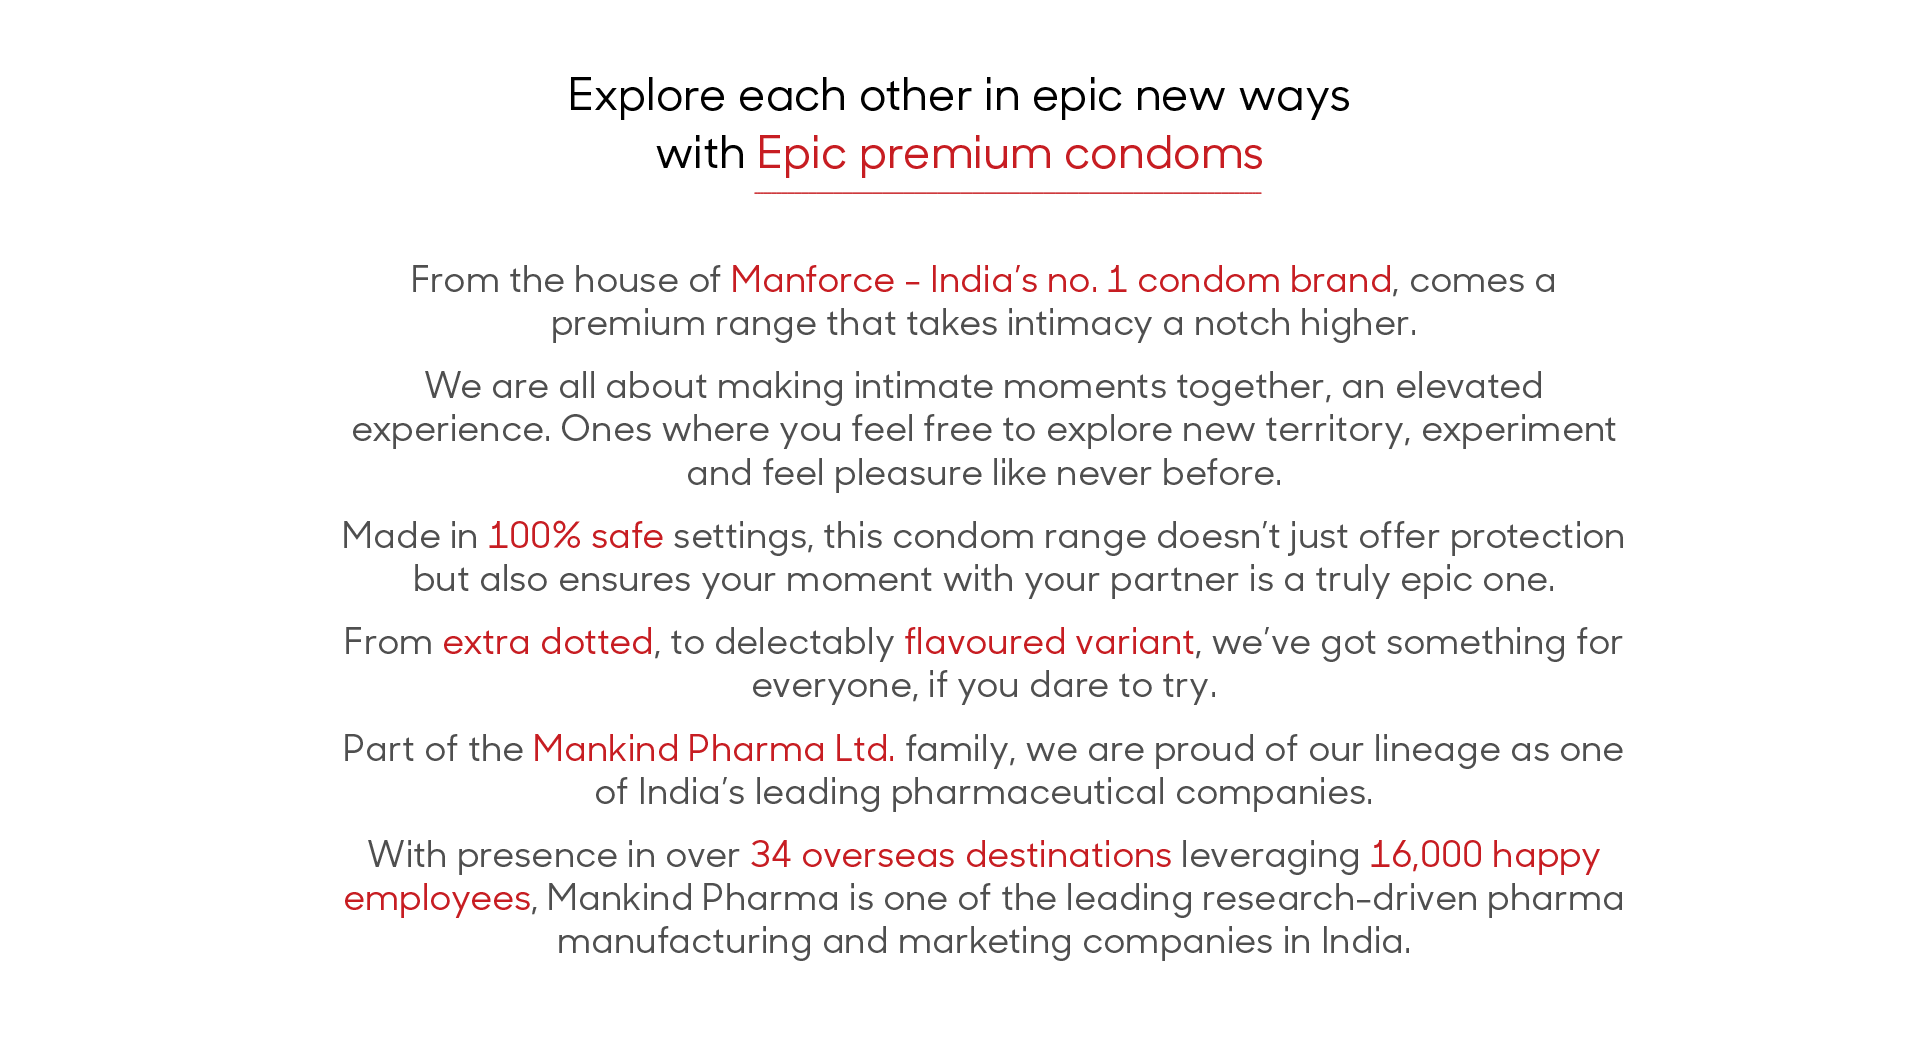 Explore each other in epic new ways
with Epic premium condoms
From the house of Manforce - India’s no. 1 condom brand, comes a
premium range that takes intimacy a notch higher.
We are all about making intimate moments together, an elevated
experience. Ones where you feel free to explore new territory, experiment
and feel pleasure like never before.
Made in 100% safe settings, this condom range doesn’t just offer protection
but also ensures your moment with your partner is a truly epic one.
From extra dotted, to delectably flavoured variant, we’ve got something for
everyone, if you dare to try.
Part of the Mankind Pharma Ltd. family, we are proud of our lineage as one
of India’s leading pharmaceutical companies.
With presence in over 34 overseas destinations leveraging 16,000 happy
employees, Mankind Pharma is one of the leading research-driven pharma
manufacturing and marketing companies in India.